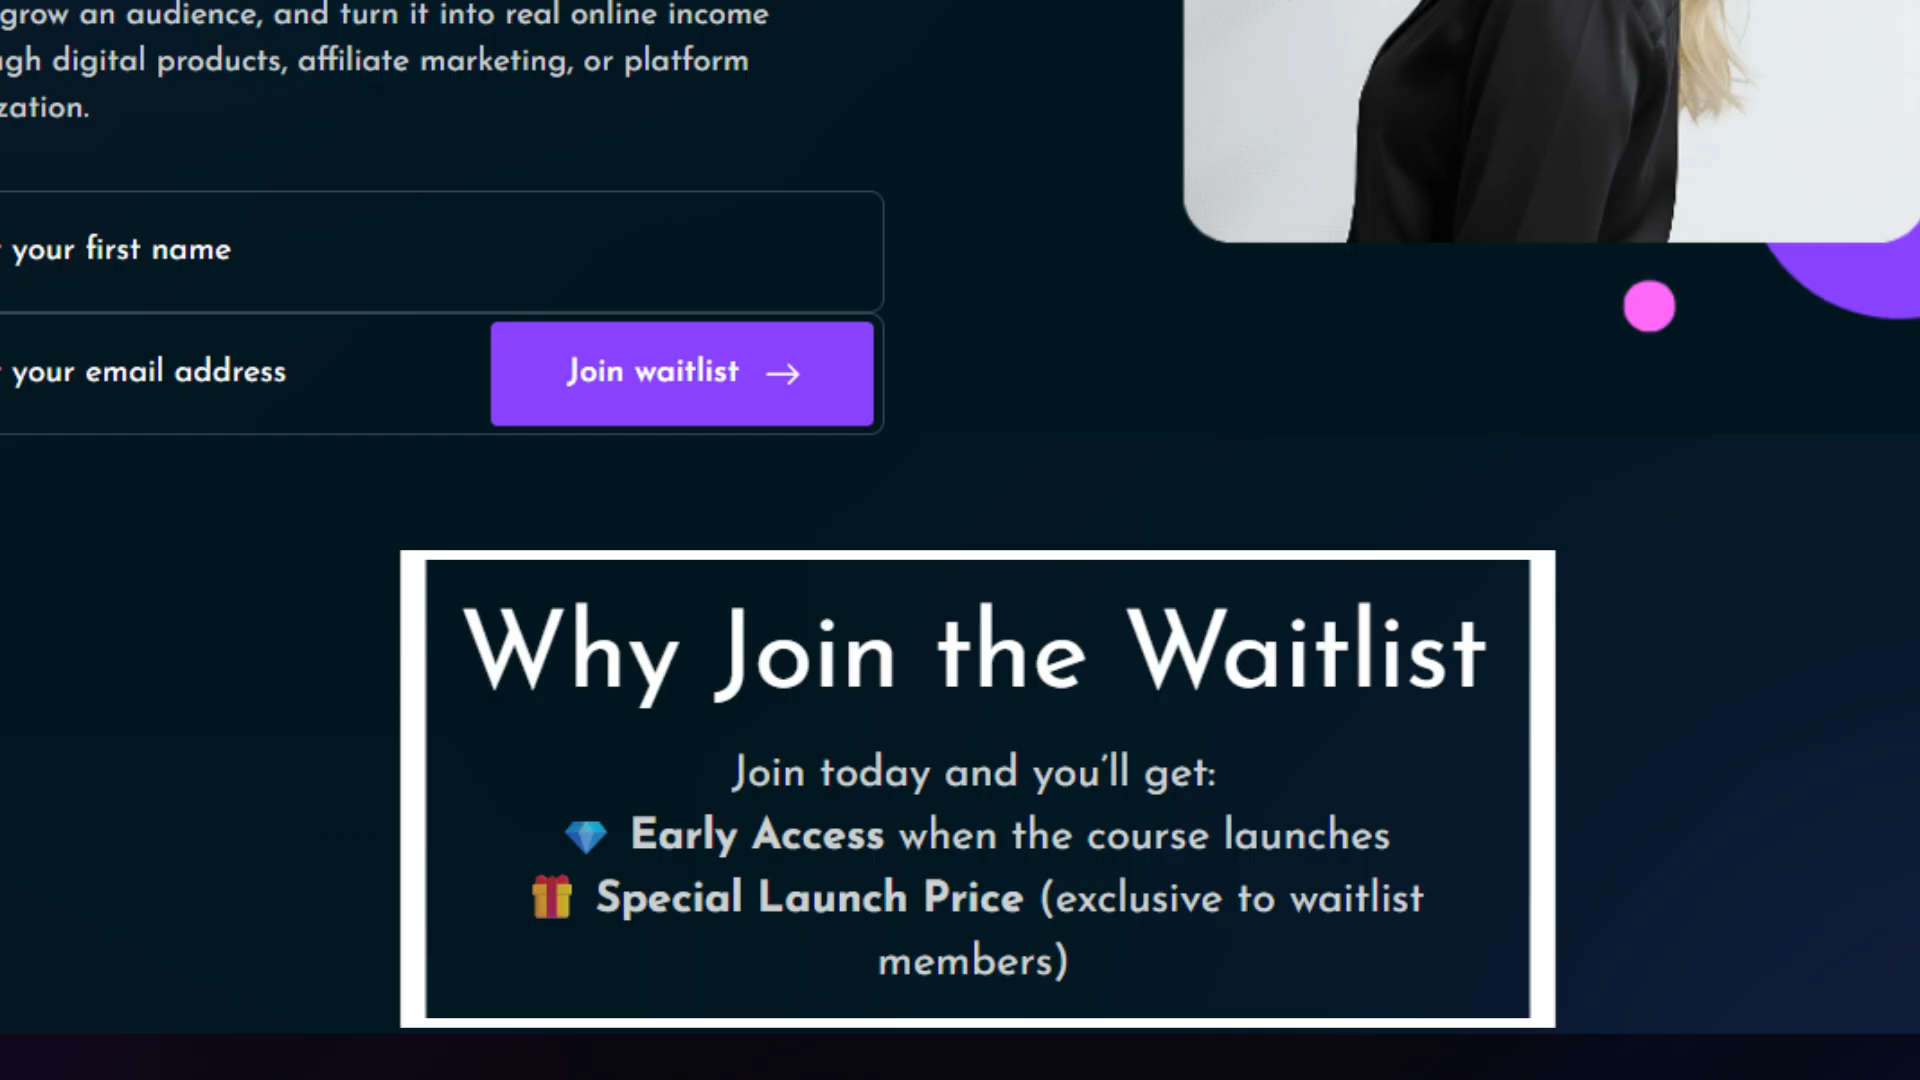 grow an audience, and turn it into real online income
digital products, affiliate marketing, or platform
your first name
your email address
Join waitlist →
Why Join the Waitlist
Join today and you'll get:
💎 Early Access when the course launches
🎁 Special Launch Price (exclusive to waitlist
members)